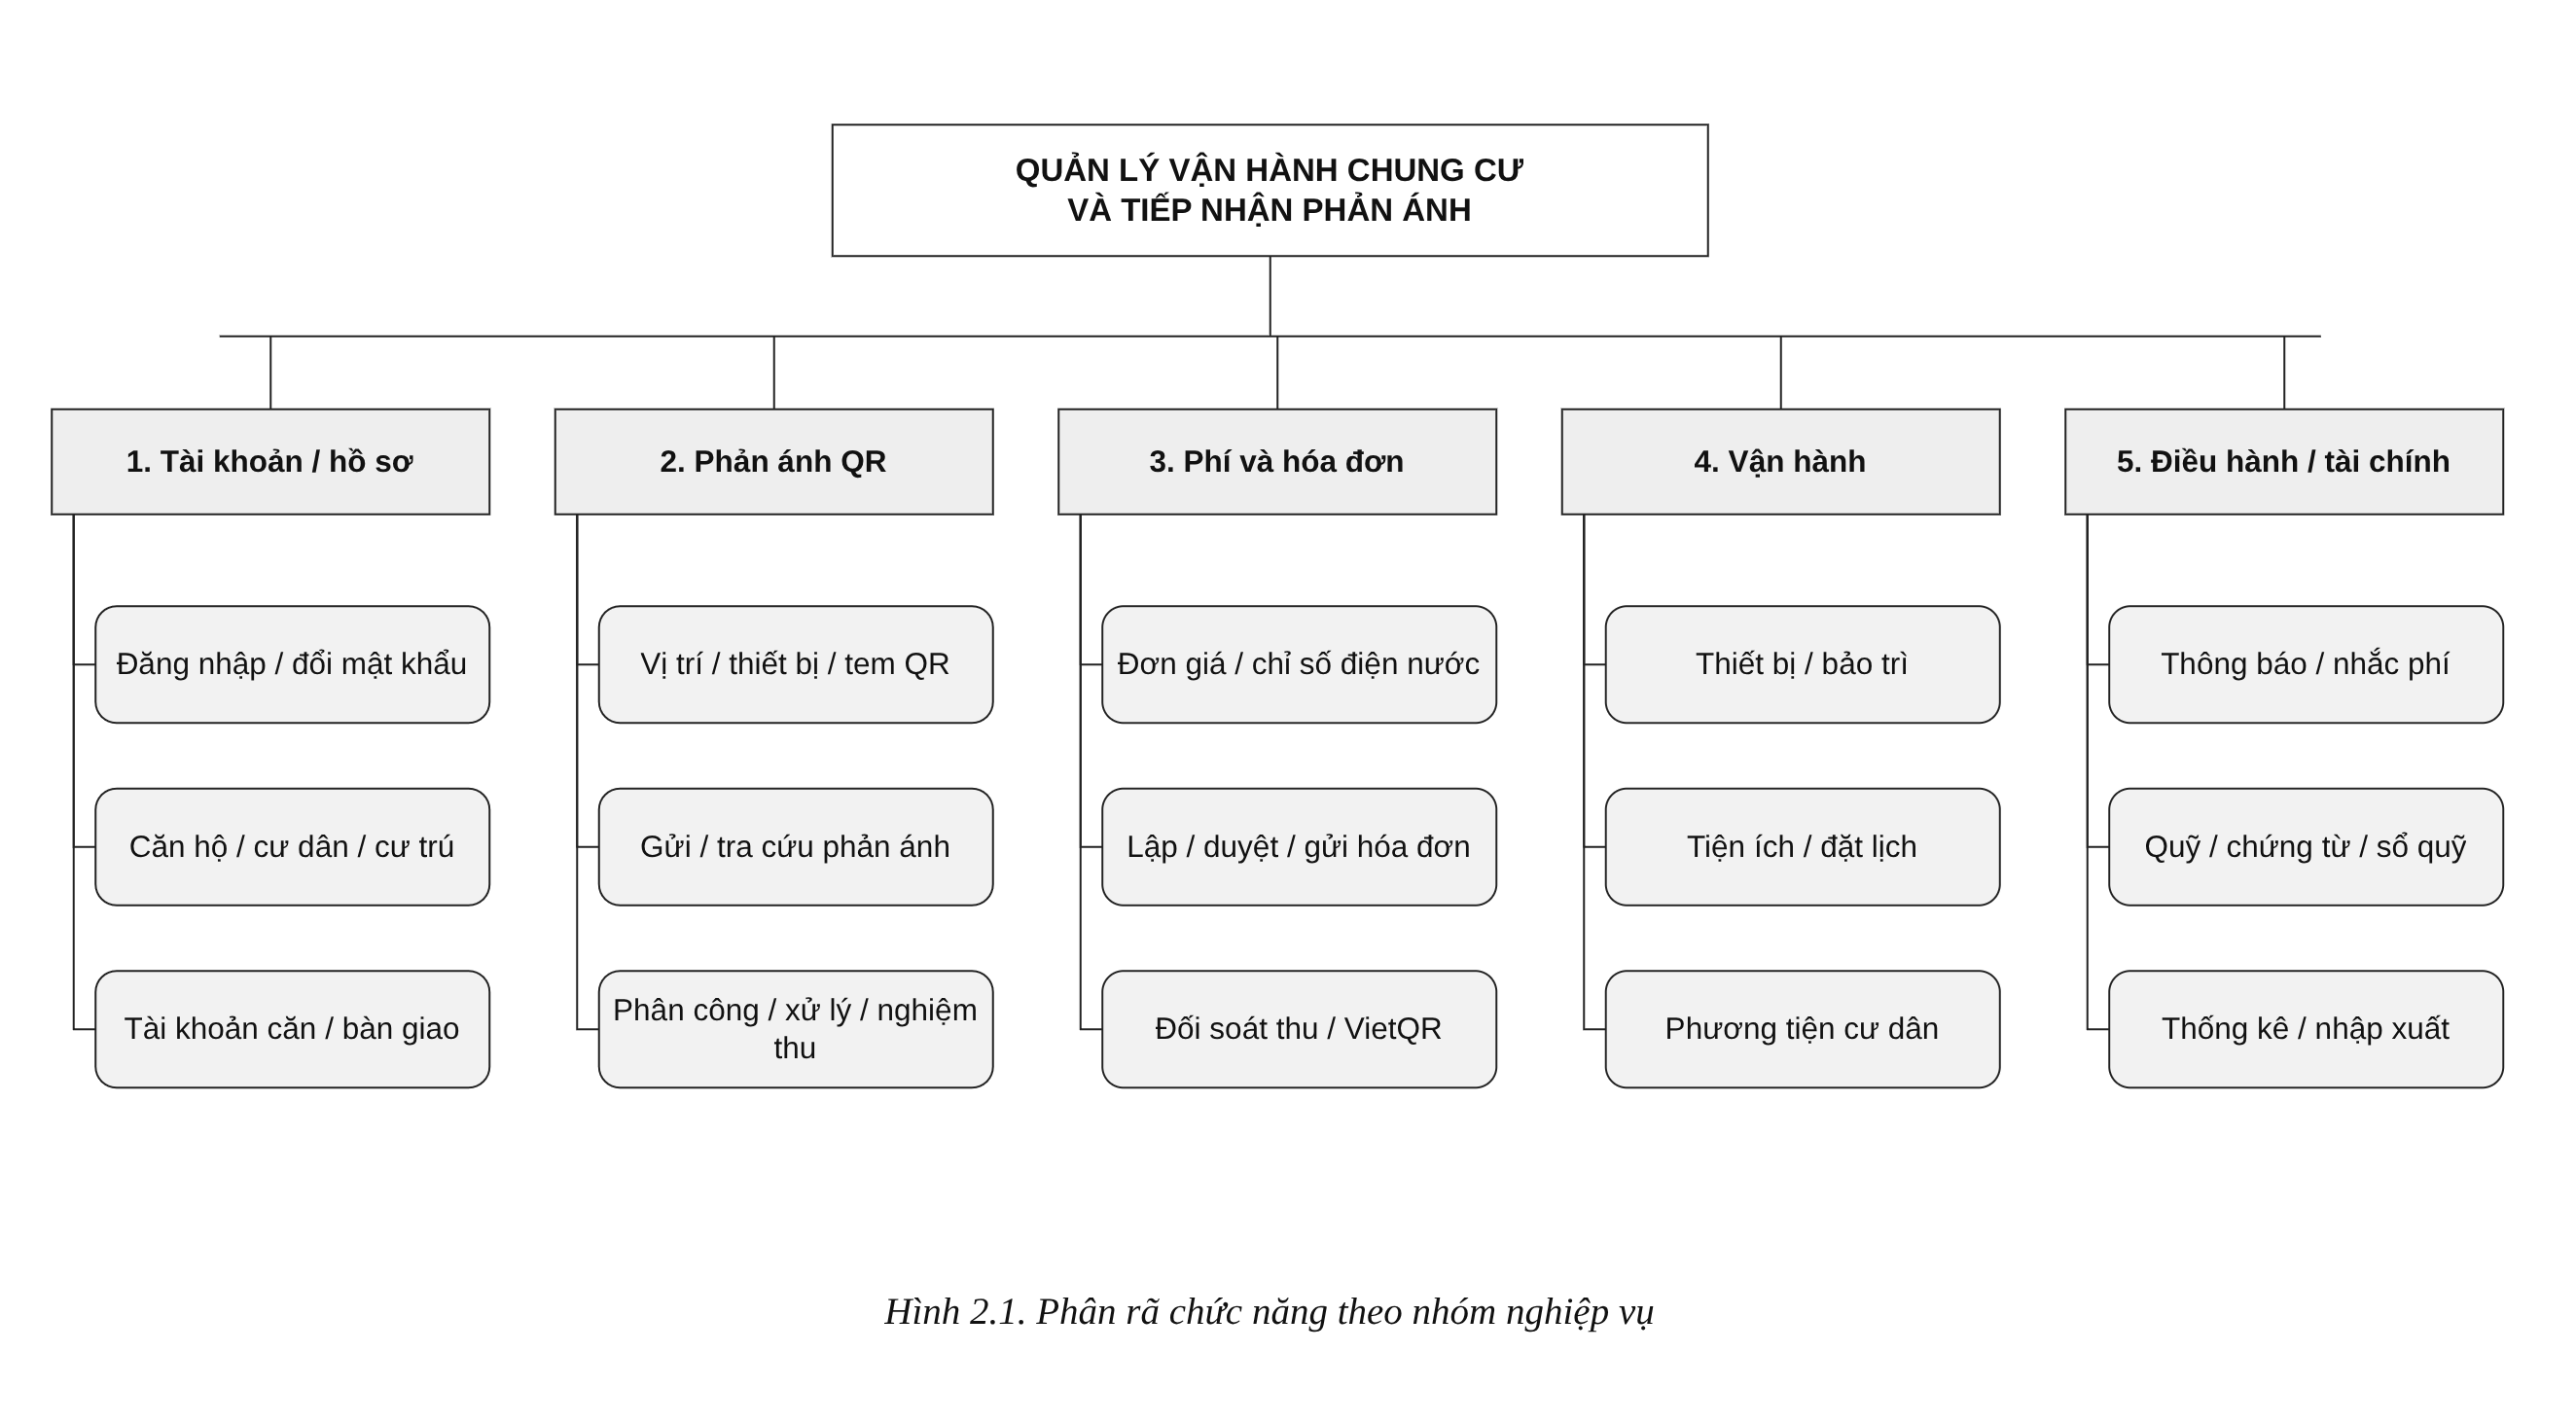 QUẢN LÝ VẬN HÀNH CHUNG CƯ
VÀ TIẾP NHẬN PHẢN ÁNH
1. Tài khoản / hồ sơ
Đăng nhập / đổi mật khẩu
Căn hộ / cư dân / cư trú
Tài khoản căn / bàn giao
2. Phản ánh QR
Vị trí / thiết bị / tem QR
Gửi / tra cứu phản ánh
Phân công / xử lý / nghiệm
thu
3. Phí và hóa đơn
Đơn giá / chỉ số điện nước
Lập / duyệt / gửi hóa đơn
Đối soát thu / VietQR
4. Vận hành
Thiết bị / bảo trì
Tiện ích / đặt lịch
Phương tiện cư dân
5. Điều hành / tài chính
Thông báo / nhắc phí
Quỹ / chứng từ / sổ quỹ
Thống kê / nhập xuất
Hình 2.1. Phân rã chức năng theo nhóm nghiệp vụ